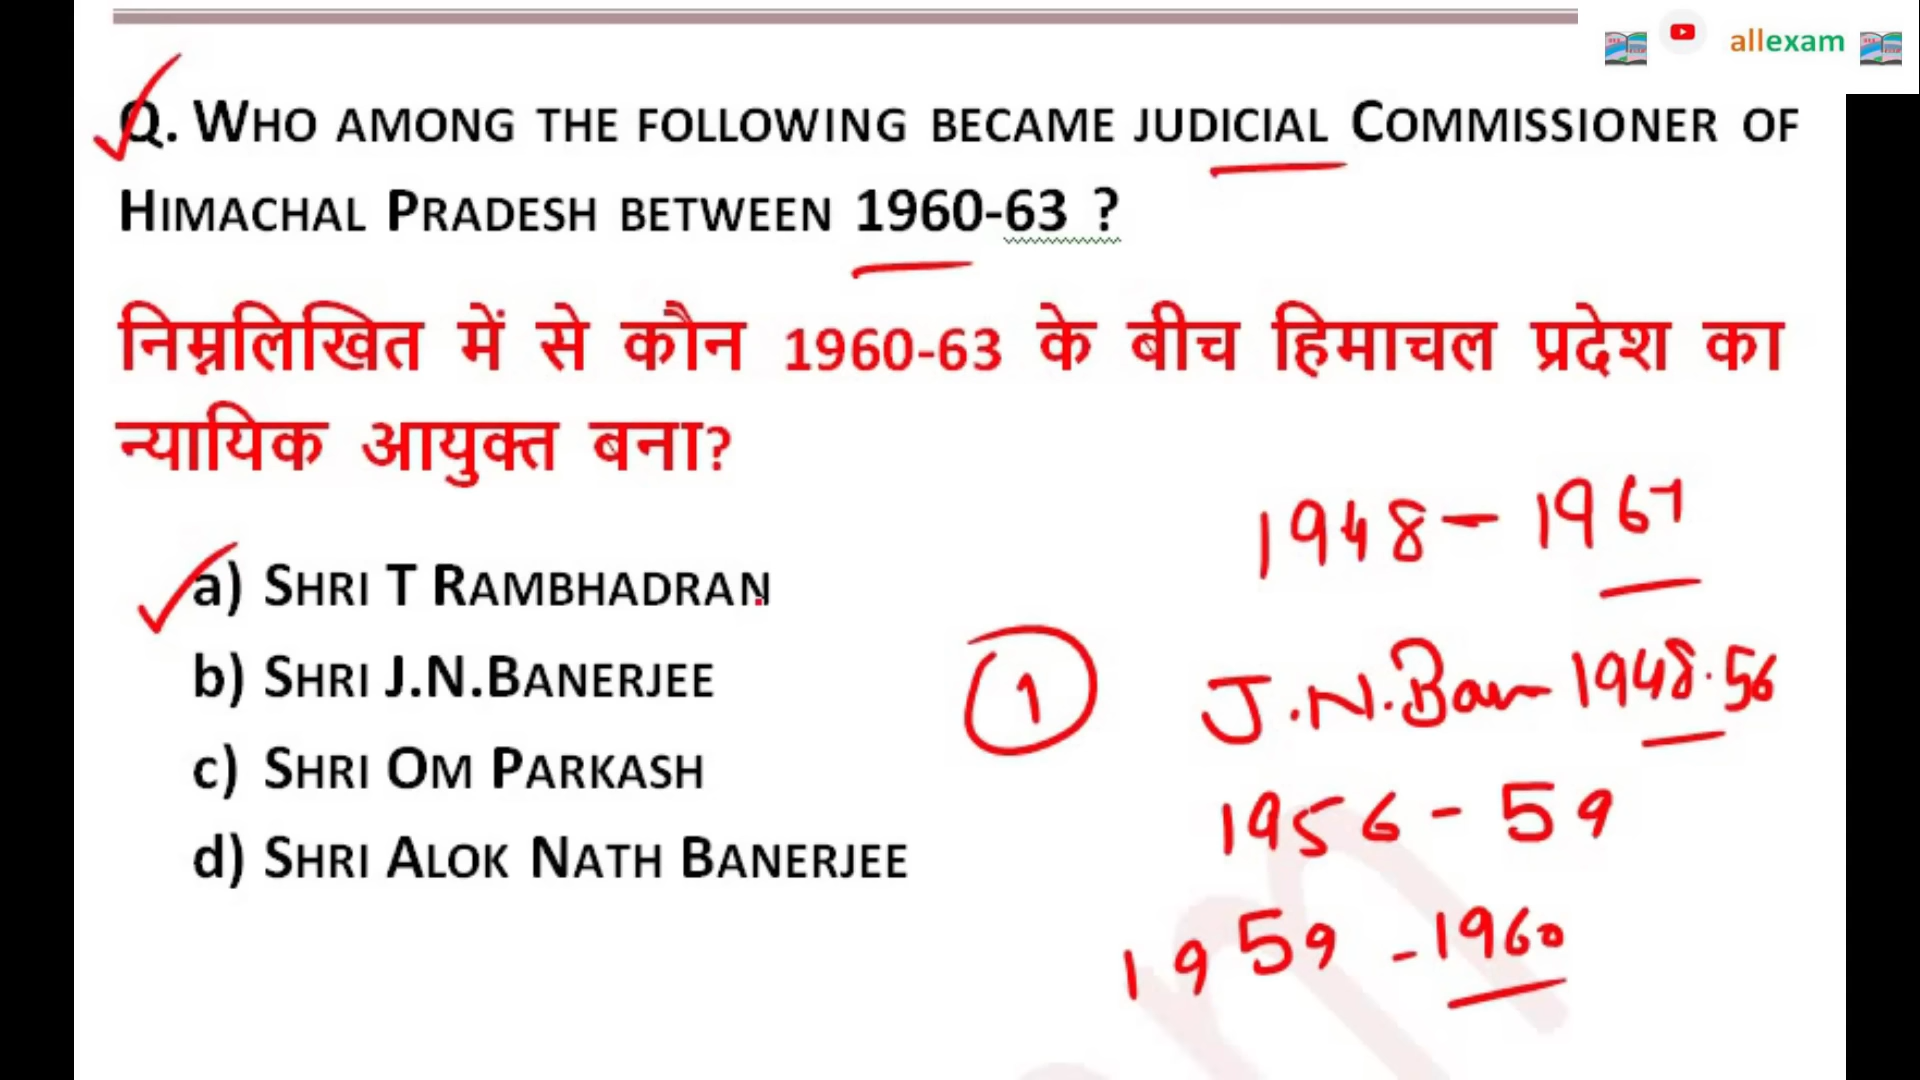 allexam
Q. WHO AMONG THE FOLLOWING BECAME JUDICIAL COMMISSIONER OF
HIMACHAL PRADESH BETWEEN 1960-63 ?
निम्नलिखित में से कौन 1960-63 के बीच हिमाचल प्रदेश का
न्यायिक आयुक्त बना?
a) SHRI T RAMBHADRAN
b) SHRI J.N.BANERJEE
c) SHRI OM PARKASH
d) SHRI ALOK NATH BANERJEE
1948 - 1967
1
J.N.Ban 1948.56
1956 - 59
1959 - 1960